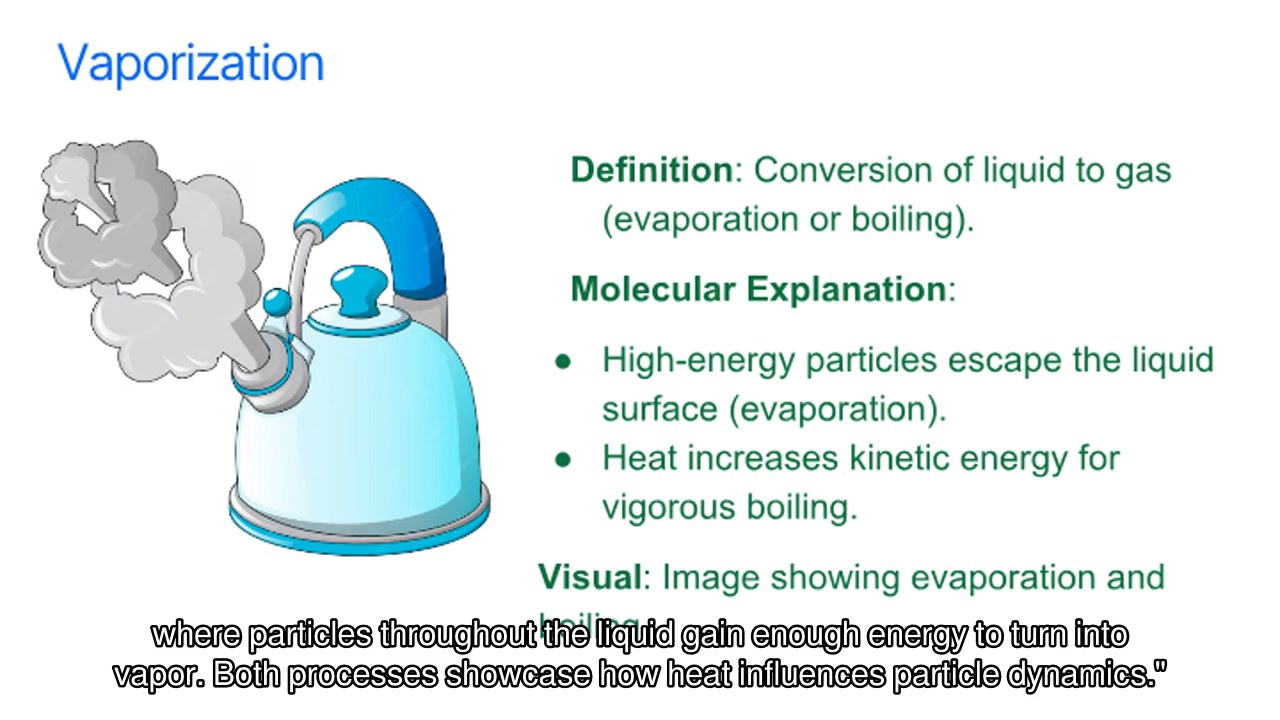 Vaporization
Definition: Conversion of liquid to gas
(evaporation or boiling).
Molecular Explanation:
● High-energy particles escape the liquid
surface (evaporation).
● Heat increases kinetic energy for
vigorous boiling.
Visual: Image showing evaporation and
boiling.
where particles throughout the liquid gain enough energy to turn into
vapor. Both processes showcase how heat influences particle dynamics."